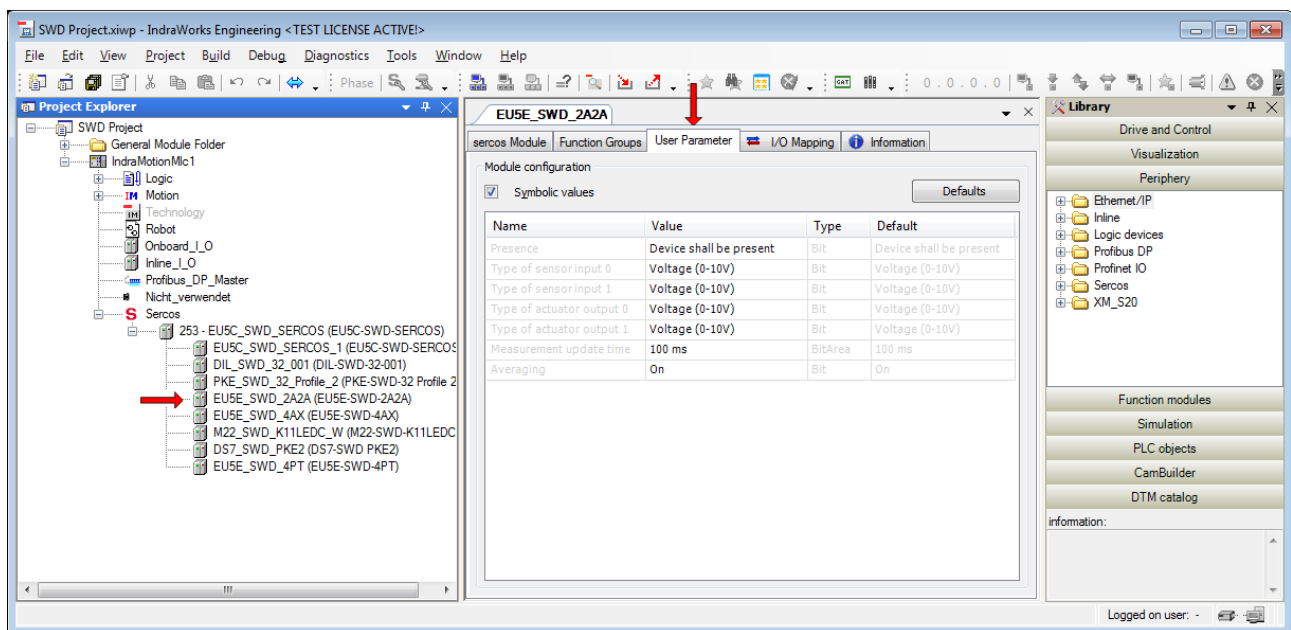 SWD Project.xiwp - IndraWorks Engineering <TEST LICENSE ACTIVE!>
File Edit View Project Build Debug Diagnostics Tools Window Help
Phase
GAT
0 . 0 . 0 . 0
Project Explorer
SWD Project
General Module Folder
IndraMotionMlc1
Logic
IM Motion
IM Technology
Robot
Onboard_I_O
Inline_I_O
Profibus_DP_Master
Nicht_verwendet
S Sercos
253 - EU5C_SWD_SERCOS (EU5C-SWD-SERCOS)
EU5C_SWD_SERCOS_1 (EU5C-SWD-SERCOS
DIL_SWD_32_001 (DIL-SWD-32-001)
PKE_SWD_32_Profile_2 (PKE-SWD-32 Profile 2
EU5E_SWD_2A2A (EU5E-SWD-2A2A)
EU5E_SWD_4AX (EU5E-SWD-4AX)
M22_SWD_K11LEDC_W (M22-SWD-K11LEDC
DS7_SWD_PKE2 (DS7-SWD PKE2)
EU5E_SWD_4PT (EU5E-SWD-4PT)
EU5E_SWD_2A2A
sercos Module Function Groups User Parameter I/O Mapping Information
Module configuration
Symbolic values Defaults
Name Value Type Default
Presence Device shall be present Bit Device shall be present
Type of sensor input 0 Voltage (0-10V) Bit Voltage (0-10V)
Type of sensor input 1 Voltage (0-10V) Bit Voltage (0-10V)
Type of actuator output 0 Voltage (0-10V) Bit Voltage (0-10V)
Type of actuator output 1 Voltage (0-10V) Bit Voltage (0-10V)
Measurement update time 100 ms BitArea 100 ms
Averaging On Bit On
Library
Drive and Control
Visualization
Periphery
Ethernet/IP
Inline
Logic devices
Profibus DP
Profinet IO
Sercos
XM_S20
Function modules
Simulation
PLC objects
CamBuilder
DTM catalog
information:
Logged on user: -